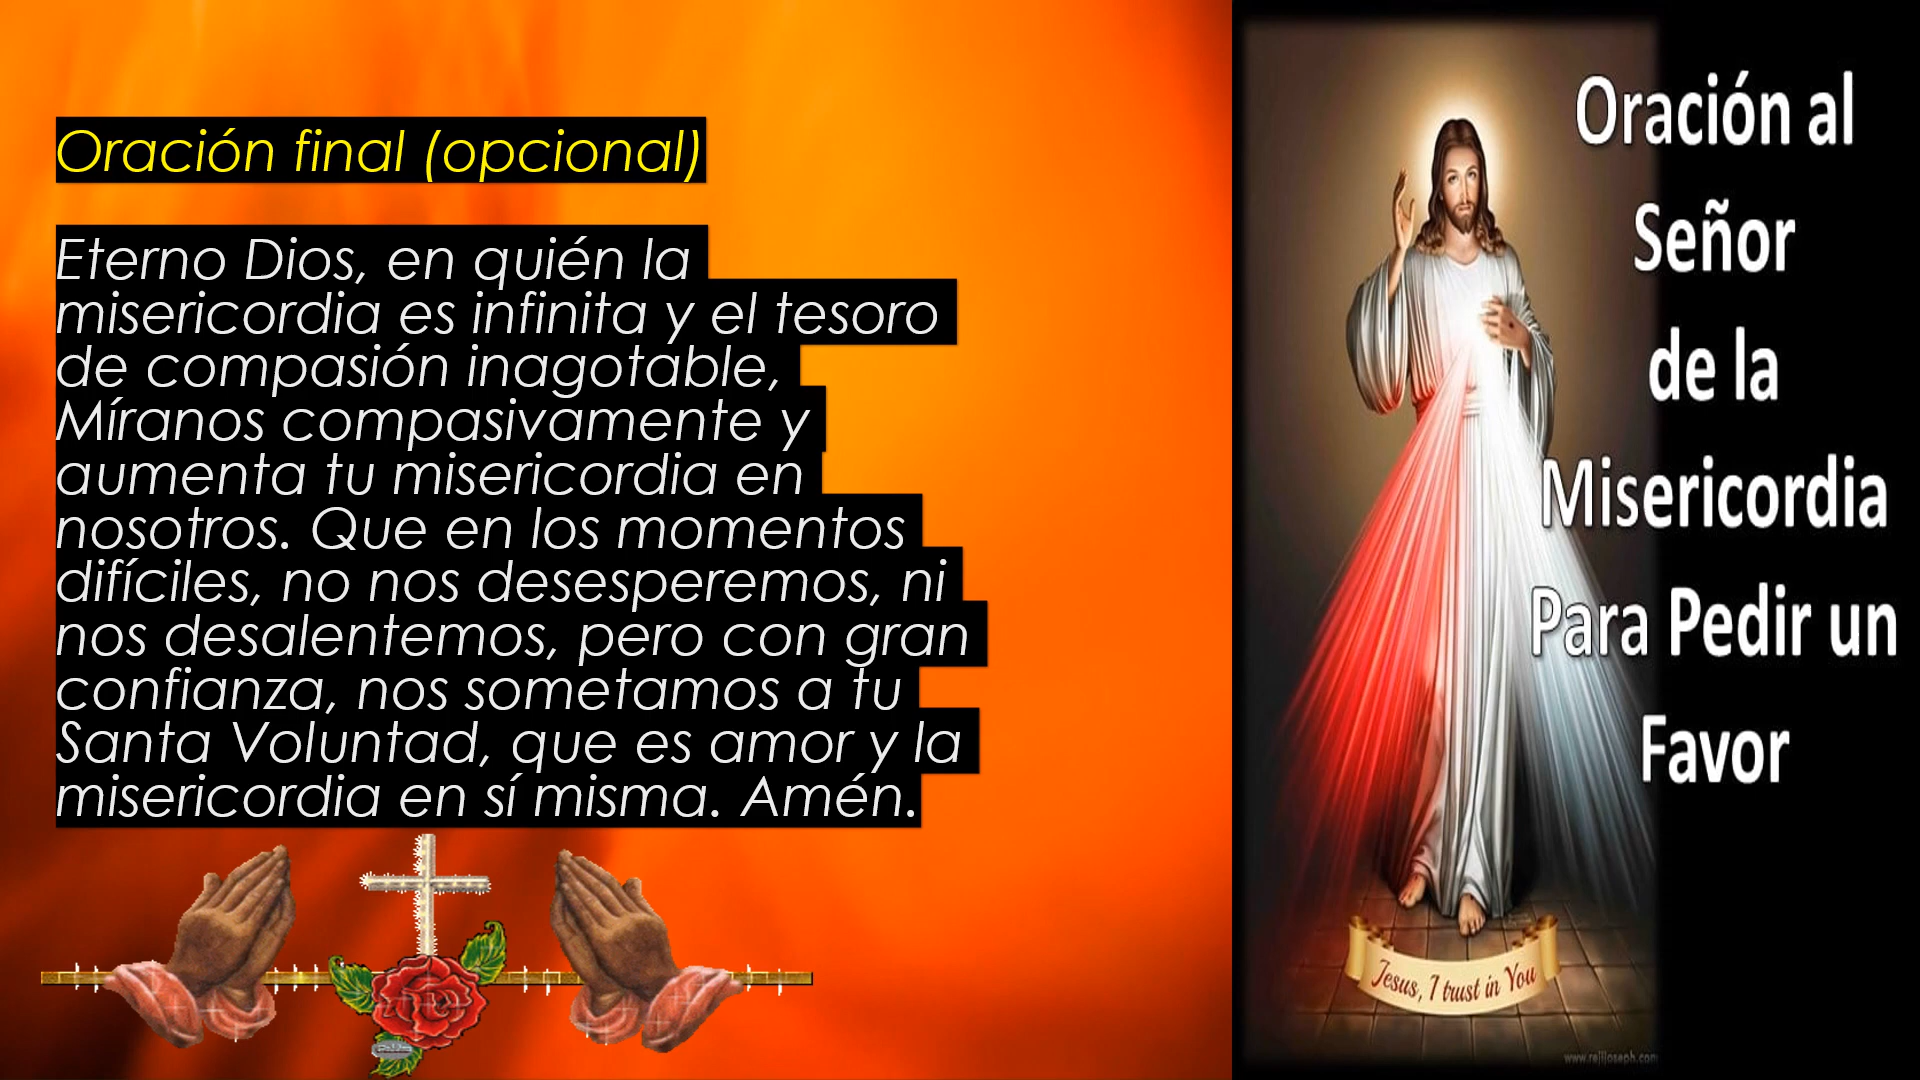 Oración final (opcional)
Eterno Dios, en quién la
misericordia es infinita y el tesoro
de compasión inagotable,
Míranos compasivamente y
aumenta tu misericordia en
nosotros. Que en los momentos
difíciles, no nos desesperemos, ni
nos desalentemos, pero con gran
confianza, nos sometamos a tu
Santa Voluntad, que es amor y la
misericordia en sí misma. Amén.
Oración al
Señor
de la
Misericordia
Para Pedir un
Favor
Jesus, I trust in You
www.rejijoseph.com